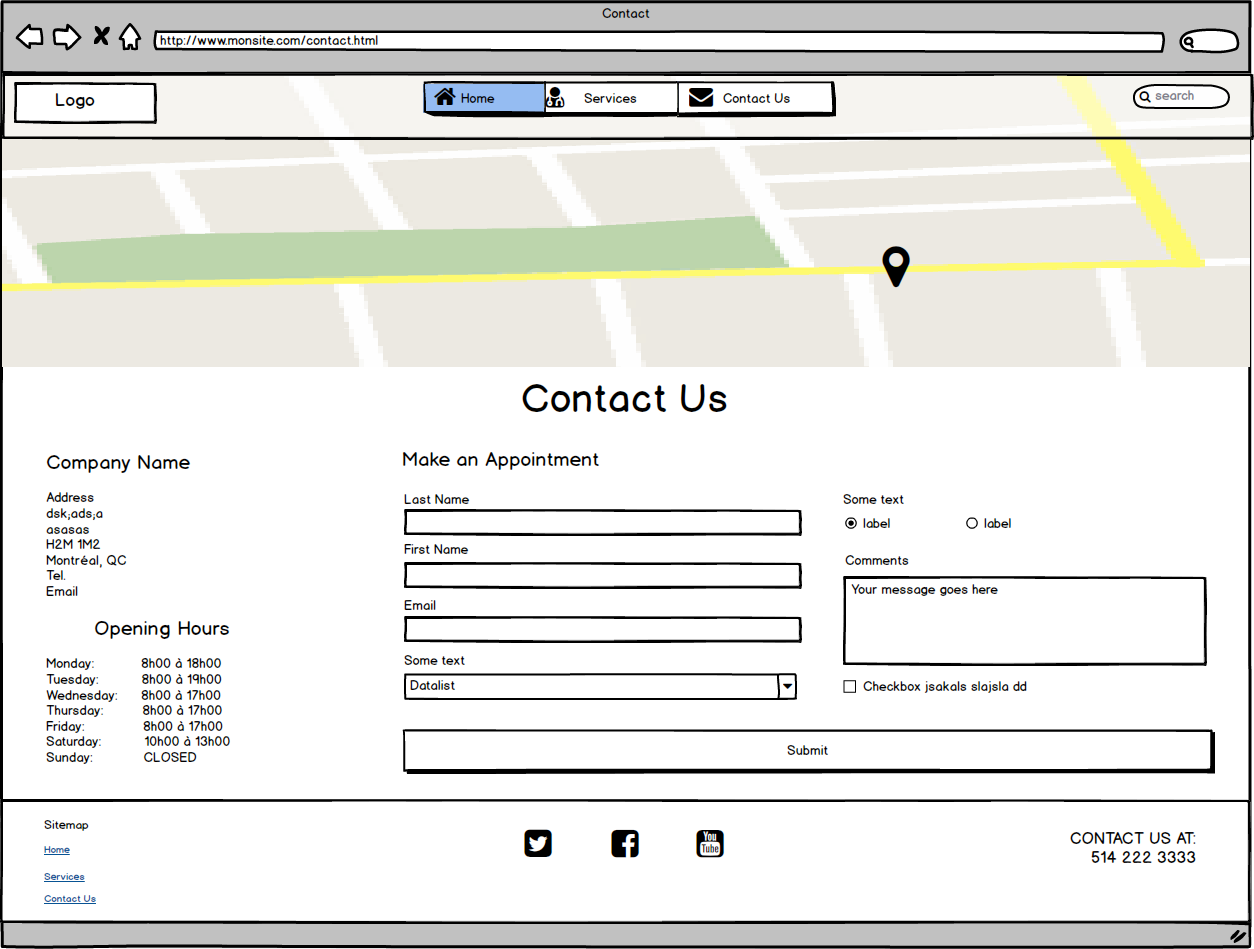 Contact
http://www.monsite.com/contact.html
Logo
Home
Services
Contact Us
search
Contact Us
Company Name
Address
dsk;ads;a
asasas
H2M 1M2
Montréal, QC
Tel.
Email
Opening Hours
Monday: 8h00 à 18h00
Tuesday: 8h00 à 19h00
Wednesday: 8h00 à 17h00
Thursday: 8h00 à 17h00
Friday: 8h00 à 17h00
Saturday: 10h00 à 13h00
Sunday: CLOSED
Make an Appointment
Last Name
First Name
Email
Some text
Datalist
Some text
label label
Comments
Your message goes here
Checkbox jsakals slajsla dd
Submit
Sitemap
Home
Services
Contact Us
You
Tube
CONTACT US AT:
514 222 3333